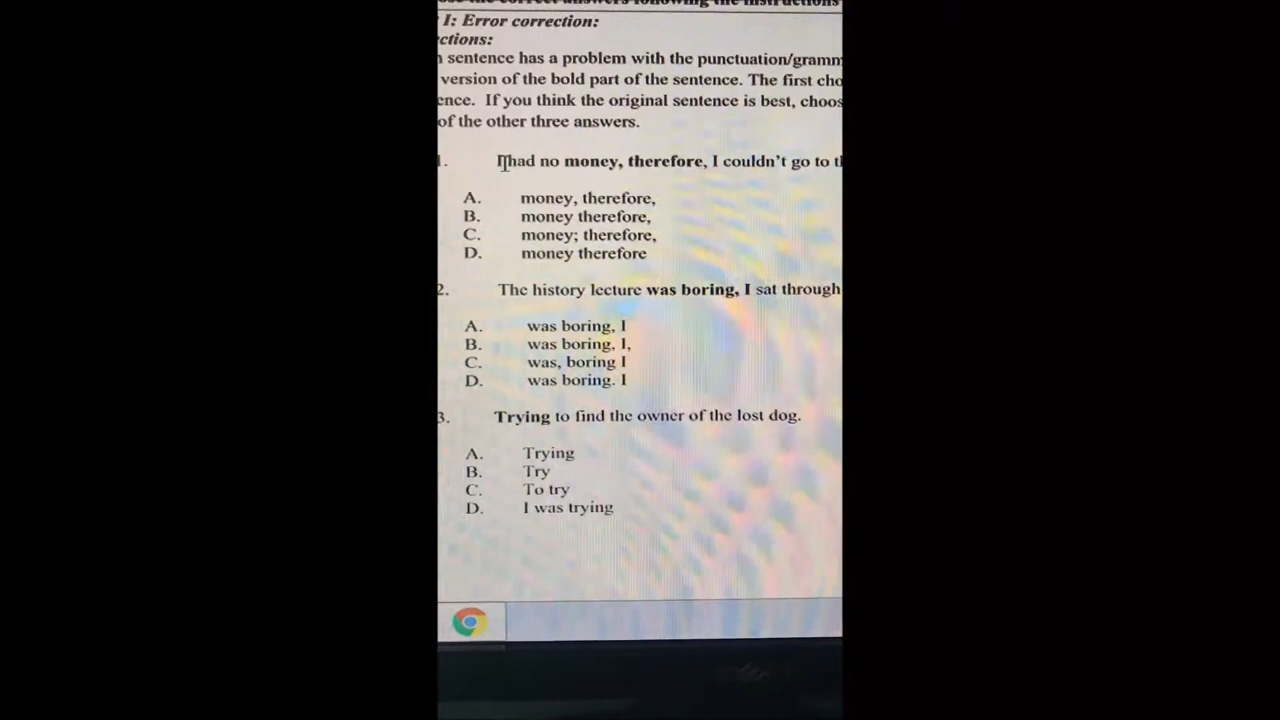 I: Error correction:
ctions:
sentence has a problem with the punctuation/gramm
version of the bold part of the sentence. The first cho
ence. If you think the original sentence is best, choos
of the other three answers.
1. I had no money, therefore, I couldn't go to th
A. money, therefore,
B. money therefore,
C. money; therefore,
D. money therefore
2. The history lecture was boring, I sat through
A. was boring, I
B. was boring, I,
C. was, boring I
D. was boring. I
3. Trying to find the owner of the lost dog.
A. Trying
B. Try
C. To try
D. I was trying